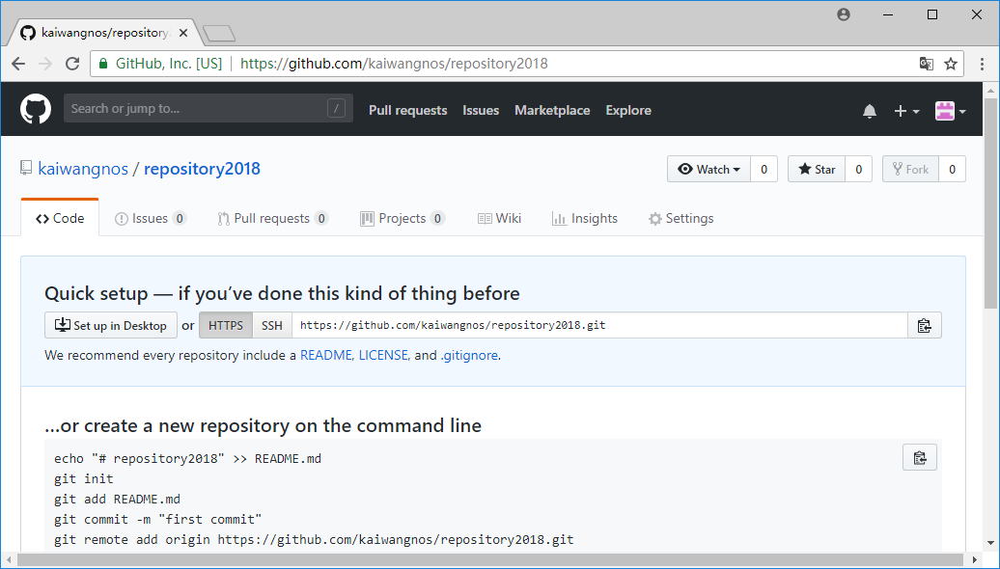 kaiwangnos/repository
GitHub, Inc. [US] | https://github.com/kaiwangnos/repository2018
Search or jump to... / Pull requests Issues Marketplace Explore
kaiwangnos / repository2018 Watch 0 Star 0 Fork 0
Code Issues 0 Pull requests 0 Projects 0 Wiki Insights Settings
Quick setup — if you’ve done this kind of thing before
Set up in Desktop or HTTPS SSH https://github.com/kaiwangnos/repository2018.git
We recommend every repository include a README, LICENSE, and .gitignore.
…or create a new repository on the command line
echo "# repository2018" >> README.md
git init
git add README.md
git commit -m "first commit"
git remote add origin https://github.com/kaiwangnos/repository2018.git